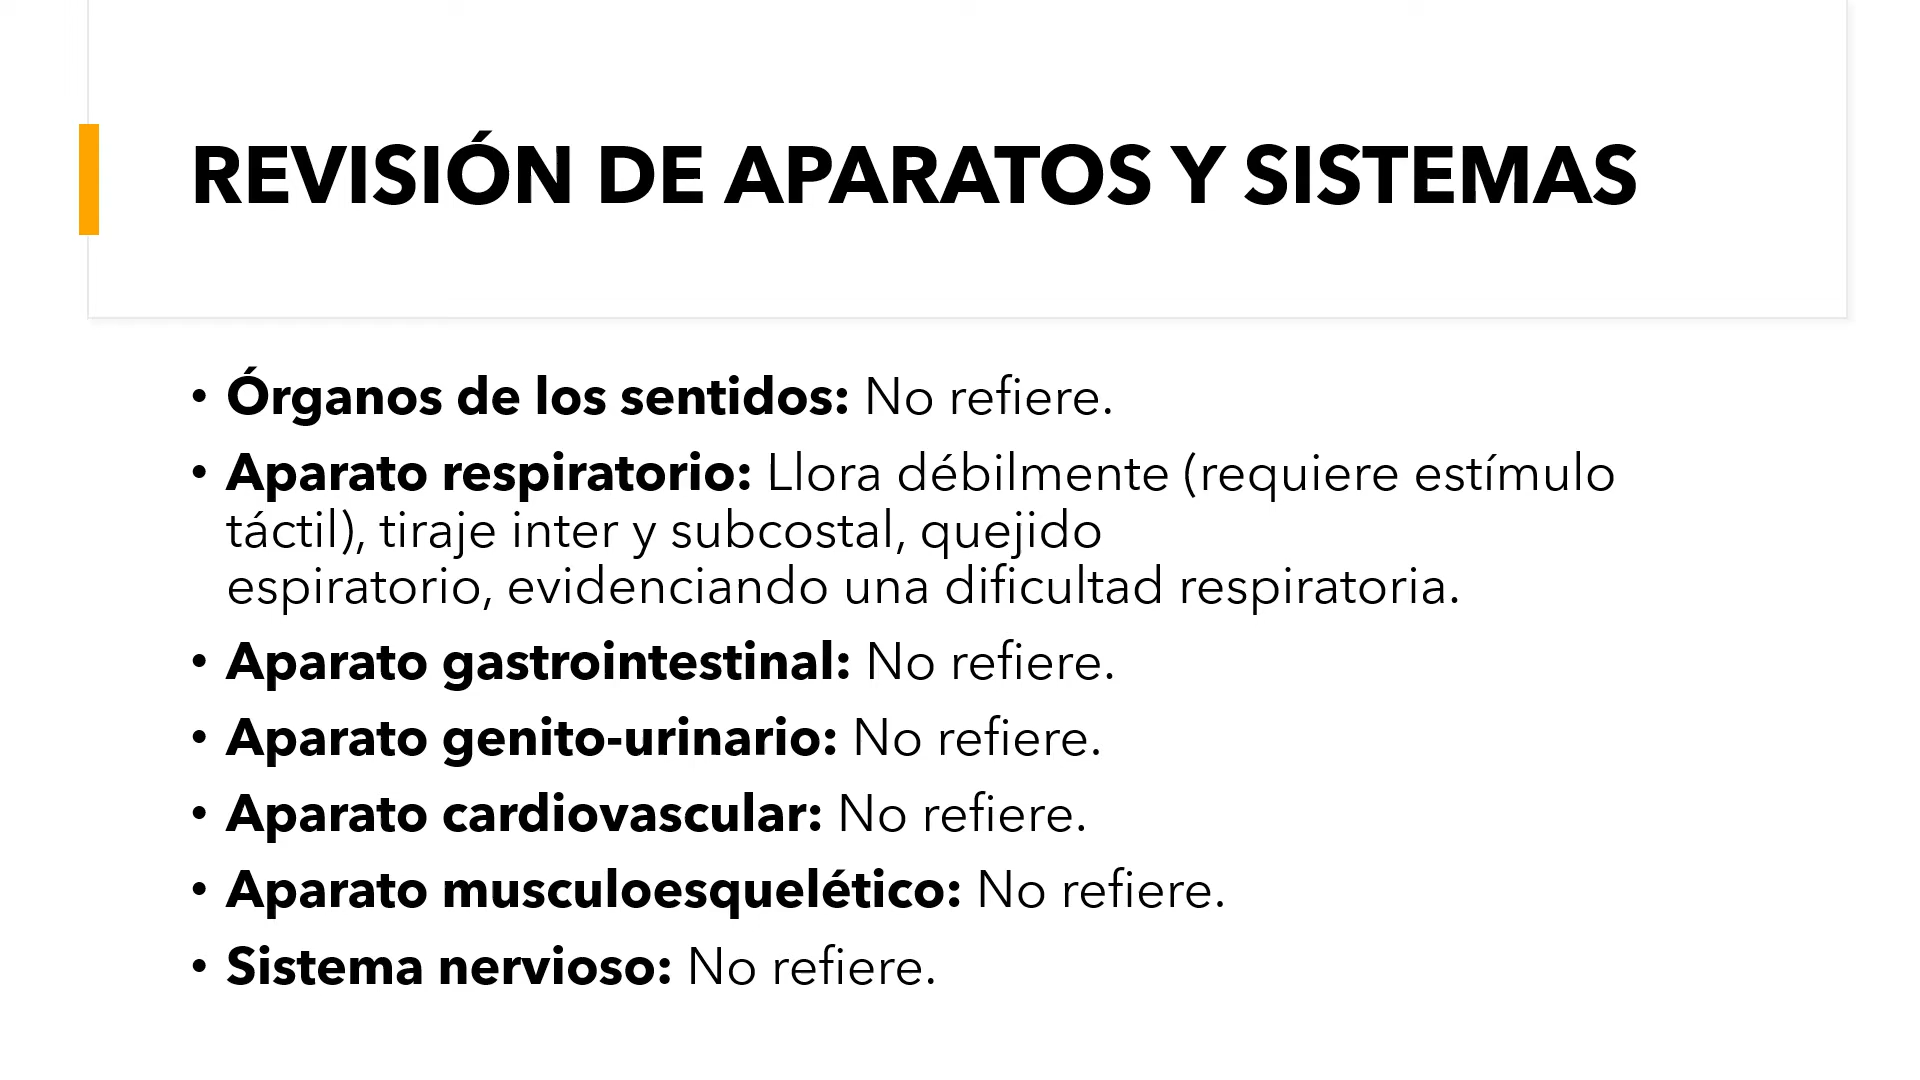 REVISIÓN DE APARATOS Y SISTEMAS
• Órganos de los sentidos: No refiere.
• Aparato respiratorio: Llora débilmente (requiere estímulo
táctil), tiraje inter y subcostal, quejido
espiratorio, evidenciando una dificultad respiratoria.
• Aparato gastrointestinal: No refiere.
• Aparato genito-urinario: No refiere.
• Aparato cardiovascular: No refiere.
• Aparato musculoesquelético: No refiere.
• Sistema nervioso: No refiere.